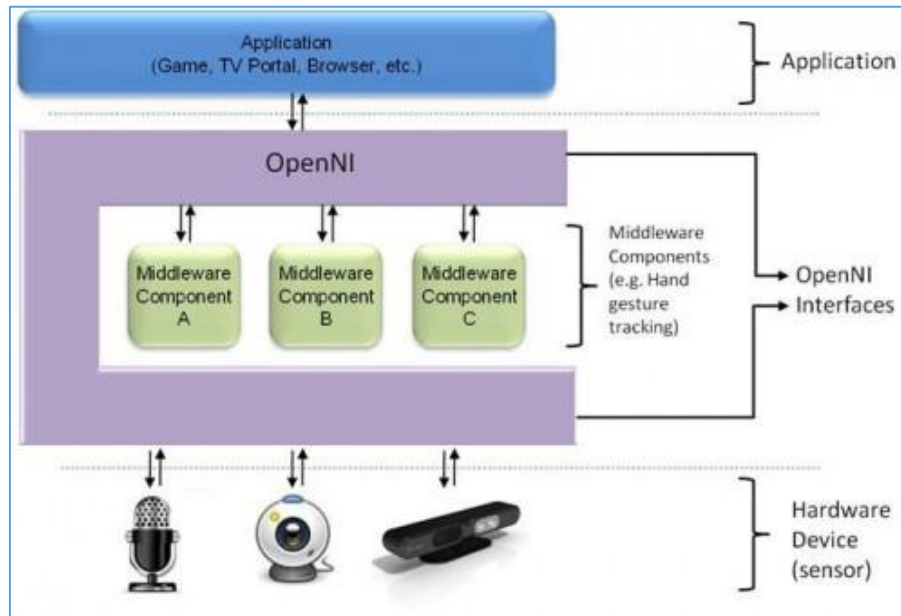 Application
(Game, TV Portal, Browser, etc.)
Application
OpenNI
Middleware
Component
A
Middleware
Component
B
Middleware
Component
C
Middleware
Components
(e.g. Hand
gesture
tracking)
OpenNI
Interfaces
Hardware
Device
(sensor)